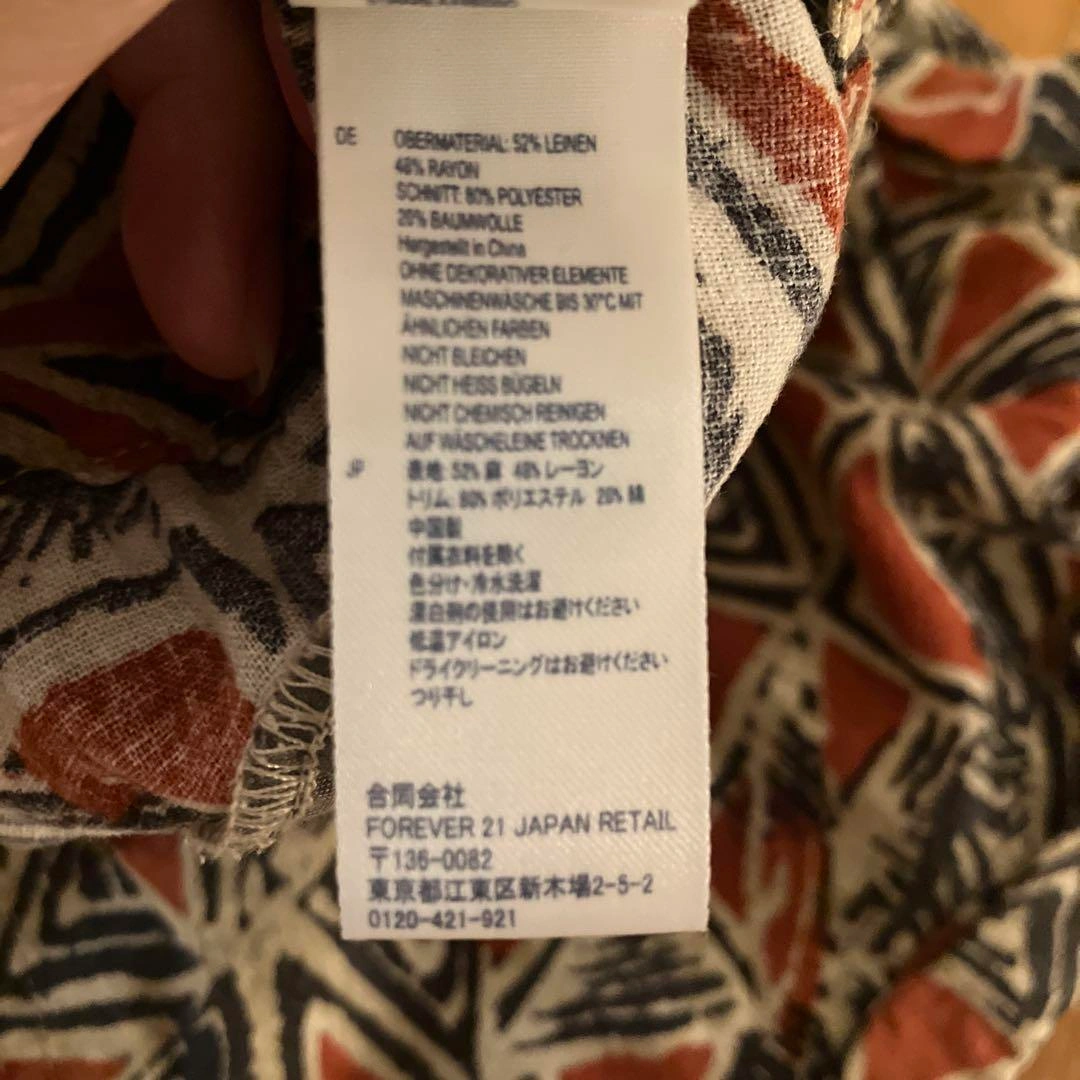 DE OBERMATERIAL: 52% LEINEN
48% RAYON
SCHNITT: 80% POLYESTER
20% BAUMWOLLE
Hergestellt in China
OHNE DEKORATIVER ELEMENTE
MASCHINENWÄSCHE BIS 30°C MIT
ÄHNLICHEN FARBEN
NICHT BLEICHEN
NICHT HEISS BÜGELN
NICHT CHEMISCH REINIGEN
AUF WÄSCHELEINE TROCKNEN
JP 表地: 52% 麻 48% レーヨン
トリム: 80% ポリエステル 20% 綿
中国製
付属衣料を除く
色分け・冷水洗濯
漂白剤の使用はお避けください
低温アイロン
ドライクリーニングはお避けください
つり干し
合同会社
FOREVER 21 JAPAN RETAIL
〒136-0082
東京都江東区新木場2-5-2
0120-421-921